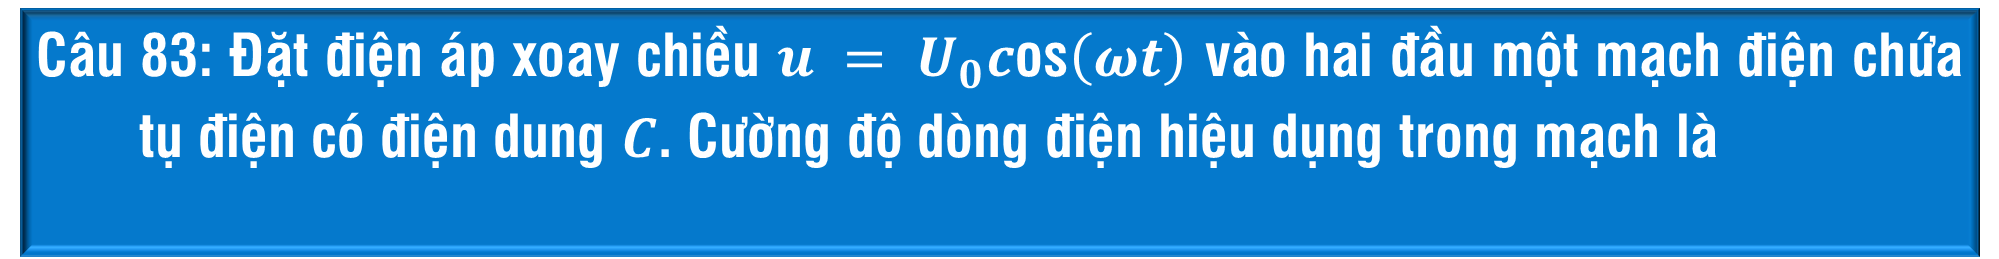 Câu 83: Đặt điện áp xoay chiều u = U₀cos(ωt) vào hai đầu một mạch điện chứa
tụ điện có điện dung C. Cường độ dòng điện hiệu dụng trong mạch là